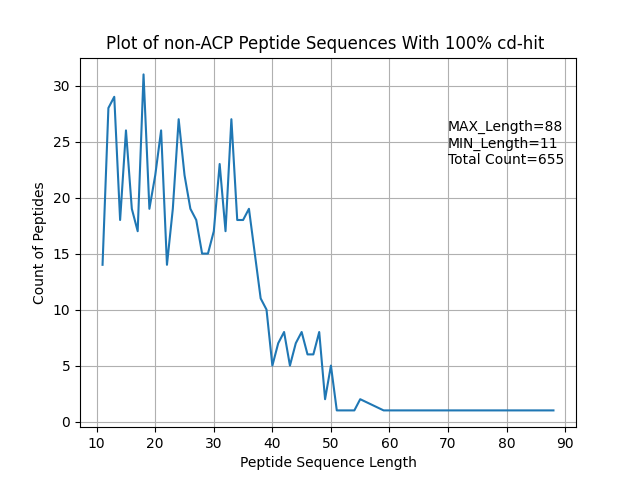 Plot of non-ACP Peptide Sequences With 100% cd-hit
30
25
20
15
10
5
0
Count of Peptides
MAX_Length=88
MIN_Length=11
Total Count=655
10 20 30 40 50 60 70 80 90
Peptide Sequence Length